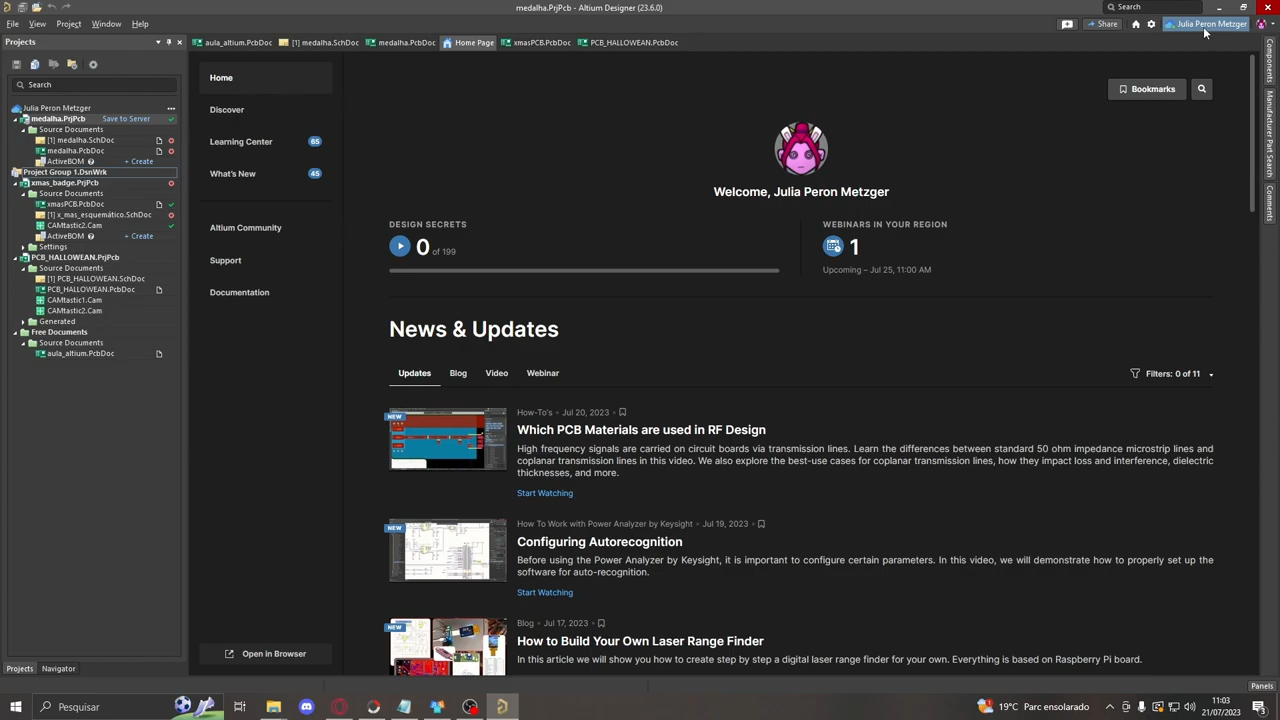 medalha.PrjPcb - Altium Designer (23.6.0)
Search
File View Project Window Help
Share
Julia Peron Metzger
Projects
aula_altium.PcbDoc
[1] medalha.SchDoc
medalha.PcbDoc
Home Page
xmasPCB.PcbDoc
PCB_HALLOWEAN.PcbDoc
Search
Julia Peron Metzger
medalha.PrjPcb Save to Server
Source Documents
[1] medalha.SchDoc
medalha.PcbDoc
ActiveBOM + Create
Project Group 1.DsnWrk
xmas_badge.PrjPcb
Source Documents
xmasPCB.PcbDoc
[1] x_mas_esquemático.SchDoc
CAMtastic2.Cam
ActiveBOM + Create
Settings
PCB_HALLOWEAN.PrjPcb
Source Documents
[1] PCB_HALLOWEAN.SchDoc
PCB_HALLOWEAN.PcbDoc
CAMtastic1.Cam
CAMtastic2.Cam
Generated
Free Documents
Source Documents
aula_altium.PcbDoc
Projects Navigator
Home
Discover
Learning Center 65
What's New 45
Altium Community
Support
Documentation
Open in Browser
Bookmarks
Welcome, Julia Peron Metzger
DESIGN SECRETS
0 of 199
WEBINARS IN YOUR REGION
1
Upcoming – Jul 25, 11:00 AM
News & Updates
Updates Blog Video Webinar
Filters: 0 of 11
NEW
How-To's • Jul 20, 2023 •
Which PCB Materials are used in RF Design
High frequency signals are carried on circuit boards via transmission lines. Learn the differences between standard 50 ohm impedance microstrip lines and
coplanar transmission lines in this video. We also explore the best-use cases for coplanar transmission lines, how they impact loss and interference, dielectric
thicknesses, and more.
Start Watching
NEW
How To Work with Power Analyzer by Keysight • Jul 19, 2023 •
Configuring Autorecognition
Before using the Power Analyzer by Keysight, it is important to configure certain parameters. In this video, we will demonstrate how to properly set up the
software for auto-recognition.
Start Watching
NEW
Blog • Jul 17, 2023 •
How to Build Your Own Laser Range Finder
In this article we will show you how to create step by step a digital laser range finder for your own. Everything is based on Raspberry Pi
Components
Manufacturer Part Search
Comments
Panels
Pesquisar
19°C Parc ensolarado
11:03
21/07/2023
3